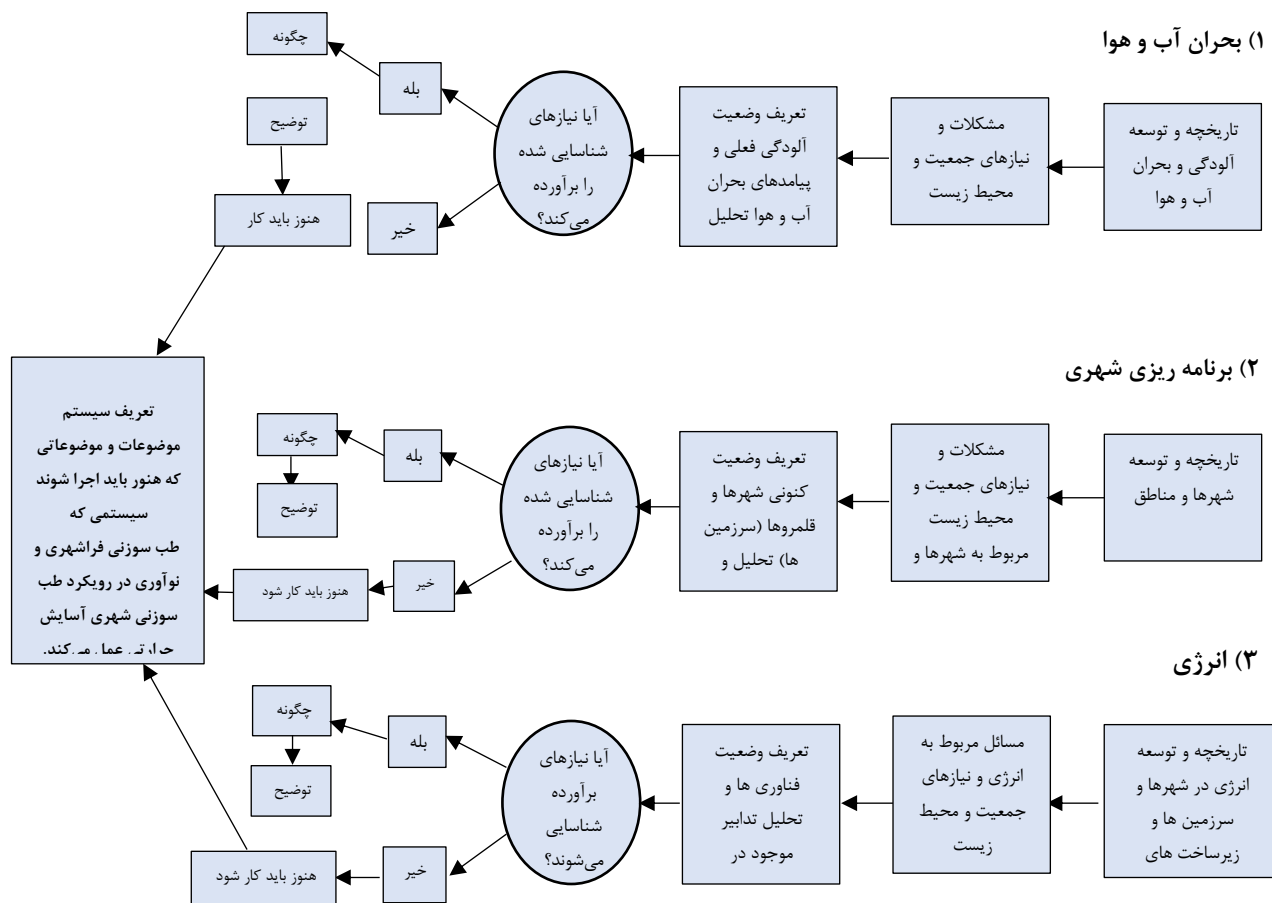 ۱) بحران آب و هوا
تاریخچه و توسعه
آلودگی و بحران
آب و هوا
مشکلات و
نیازهای جمعیت و
محیط زیست
تعریف وضعیت
آلودگی فعلی و
پیامدهای بحران
آب و هوا تحلیل
آیا نیازهای
شناسایی شده
را برآورده
می‌کند؟
بله
چگونه
خیر
توضیح
هنوز باید کار
۲) برنامه ریزی شهری
تاریخچه و توسعه
شهرها و مناطق
مشکلات و
نیازهای جمعیت و
محیط زیست
مربوط به شهرها و
تعریف وضعیت
کنونی شهرها و
قلمروها (سرزمین
ها) تحلیل و
آیا نیازهای
شناسایی شده
را برآورده
می‌کند؟
بله
چگونه
توضیح
خیر
هنوز باید کار شود
تعریف سیستم
موضوعات و موضوعاتی
که هنور باید اجرا شوند
سیستمی که
طب سوزنی فراشهری و
نوآوری در رویکرد طب
سوزنی شهری آسایش
حرارتی عمل می‌کند.
۳) انرژی
تاریخچه و توسعه
انرژی در شهرها و
سرزمین ها و
زیرساخت های
مسائل مربوط به
انرژی و نیازهای
جمعیت و محیط
زیست
تعریف وضعیت
فناوری ها و
تحلیل تدابیر
موجود در
آیا نیازهای
برآورده
شناسایی
می‌شوند؟
بله
چگونه
توضیح
خیر
هنوز باید کار شود